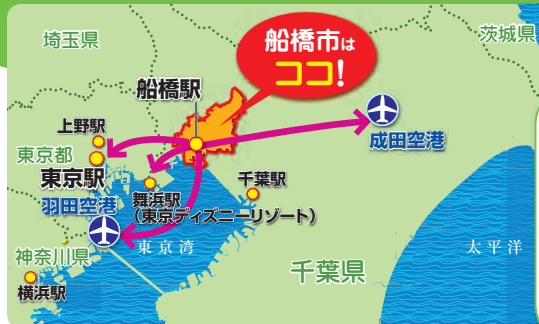 埼玉県
茨城県
船橋市は
ココ!
船橋駅
上野駅
成田空港
東京都
東京駅
千葉駅
舞浜駅
(東京ディズニーリゾート)
羽田空港
東京湾
太平洋
神奈川県
千葉県
横浜駅